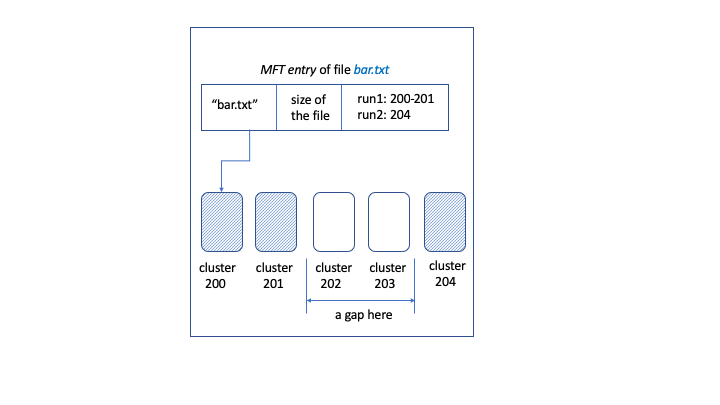 MFT entry of file bar.txt
“bar.txt”
size of
the file
run1: 200-201
run2: 204
cluster
200
cluster
201
cluster
202
cluster
203
cluster
204
a gap here